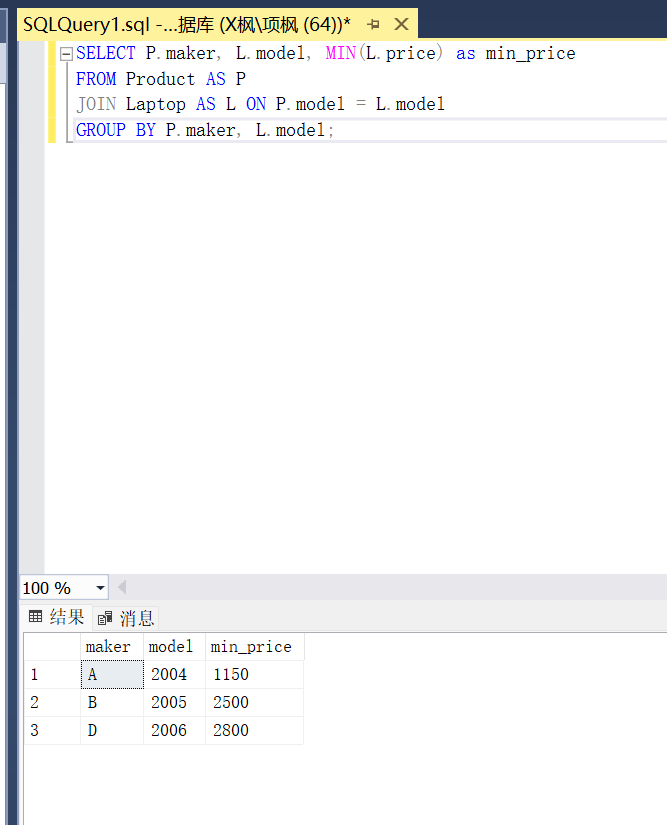 SQLQuery1.sql -...据库 (X枫\项枫 (64))*
SELECT P.maker, L.model, MIN(L.price) as min_price
FROM Product AS P
JOIN Laptop AS L ON P.model = L.model
GROUP BY P.maker, L.model;
100 %
结果 消息
maker model min_price
1 A 2004 1150
2 B 2005 2500
3 D 2006 2800